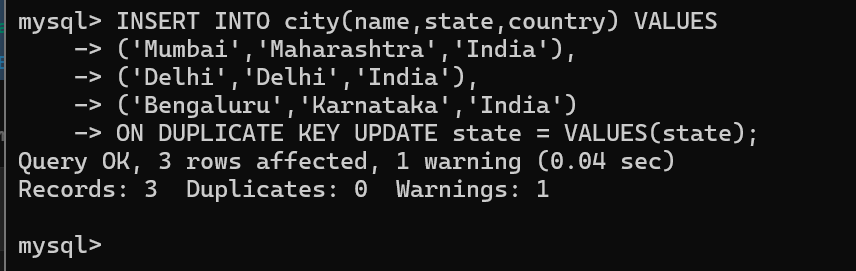 mysql> INSERT INTO city(name,state,country) VALUES
    -> ('Mumbai','Maharashtra','India'),
    -> ('Delhi','Delhi','India'),
    -> ('Bengaluru','Karnataka','India')
    -> ON DUPLICATE KEY UPDATE state = VALUES(state);
Query OK, 3 rows affected, 1 warning (0.04 sec)
Records: 3  Duplicates: 0  Warnings: 1

mysql>